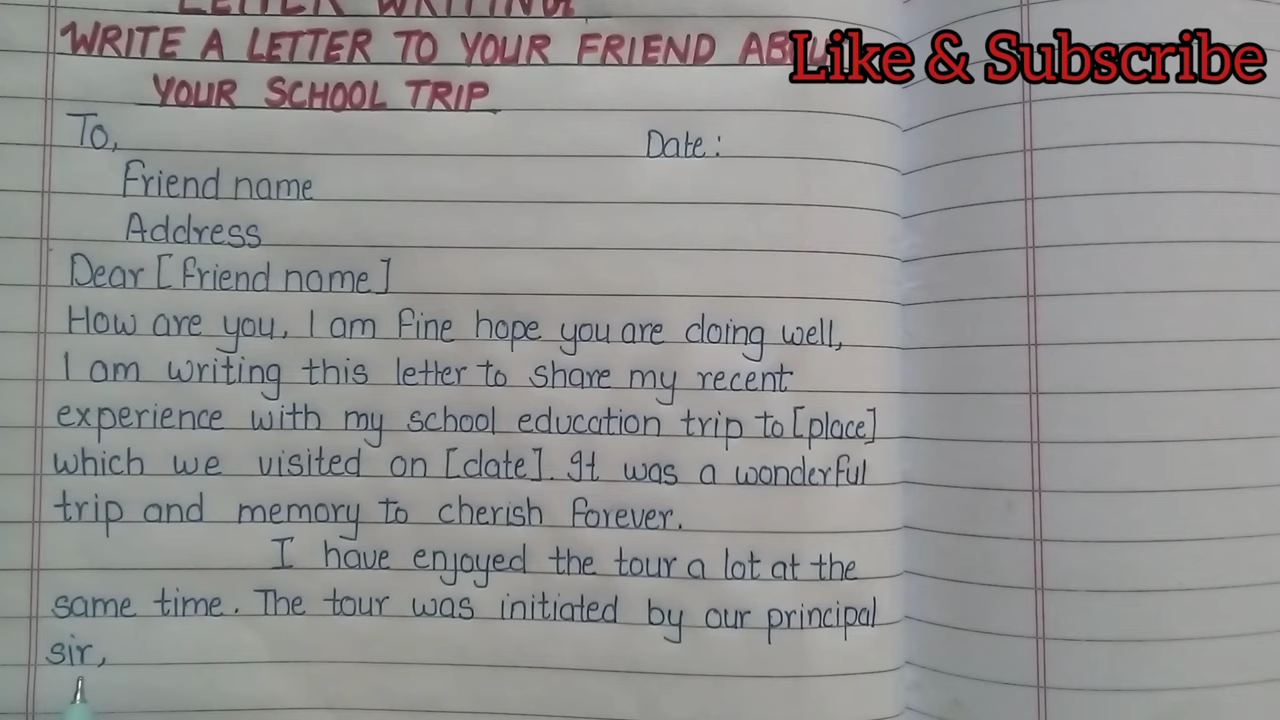 LETTER WRITING
WRITE A LETTER TO YOUR FRIEND
Like & Subscribe
YOUR SCHOOL TRIP
To,
Date:
Friend name
Address
Dear [friend name]
How are you, I am fine hope you are doing well,
I am writing this letter to share my recent
experience with my school education trip to [place]
which we visited on [date]. It was a wonderful
trip and memory to cherish forever.
I have enjoyed the tour a lot at the
same time. The tour was initiated by our principal
sir,